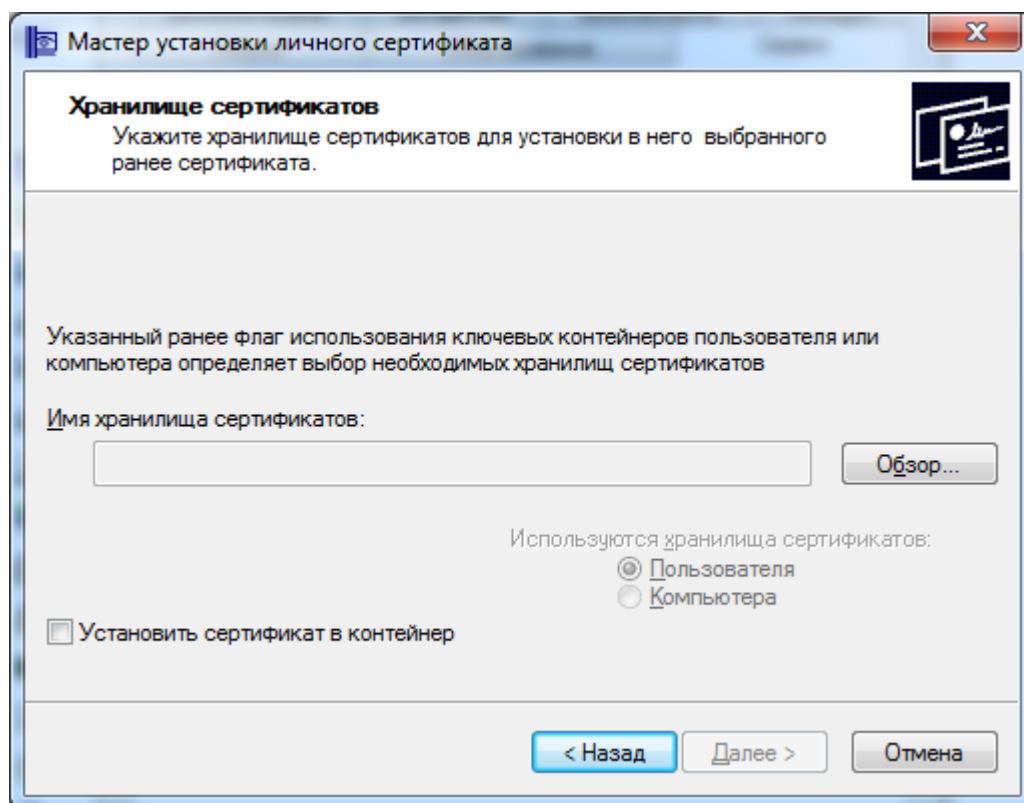 Мастер установки личного сертификата
Хранилище сертификатов
Укажите хранилище сертификатов для установки в него выбранного
ранее сертификата.
Указанный ранее флаг использования ключевых контейнеров пользователя или
компьютера определяет выбор необходимых хранилищ сертификатов
Имя хранилища сертификатов:
Обзор...
Используются хранилища сертификатов:
Пользователя
Компьютера
Установить сертификат в контейнер
< Назад
Далее >
Отмена